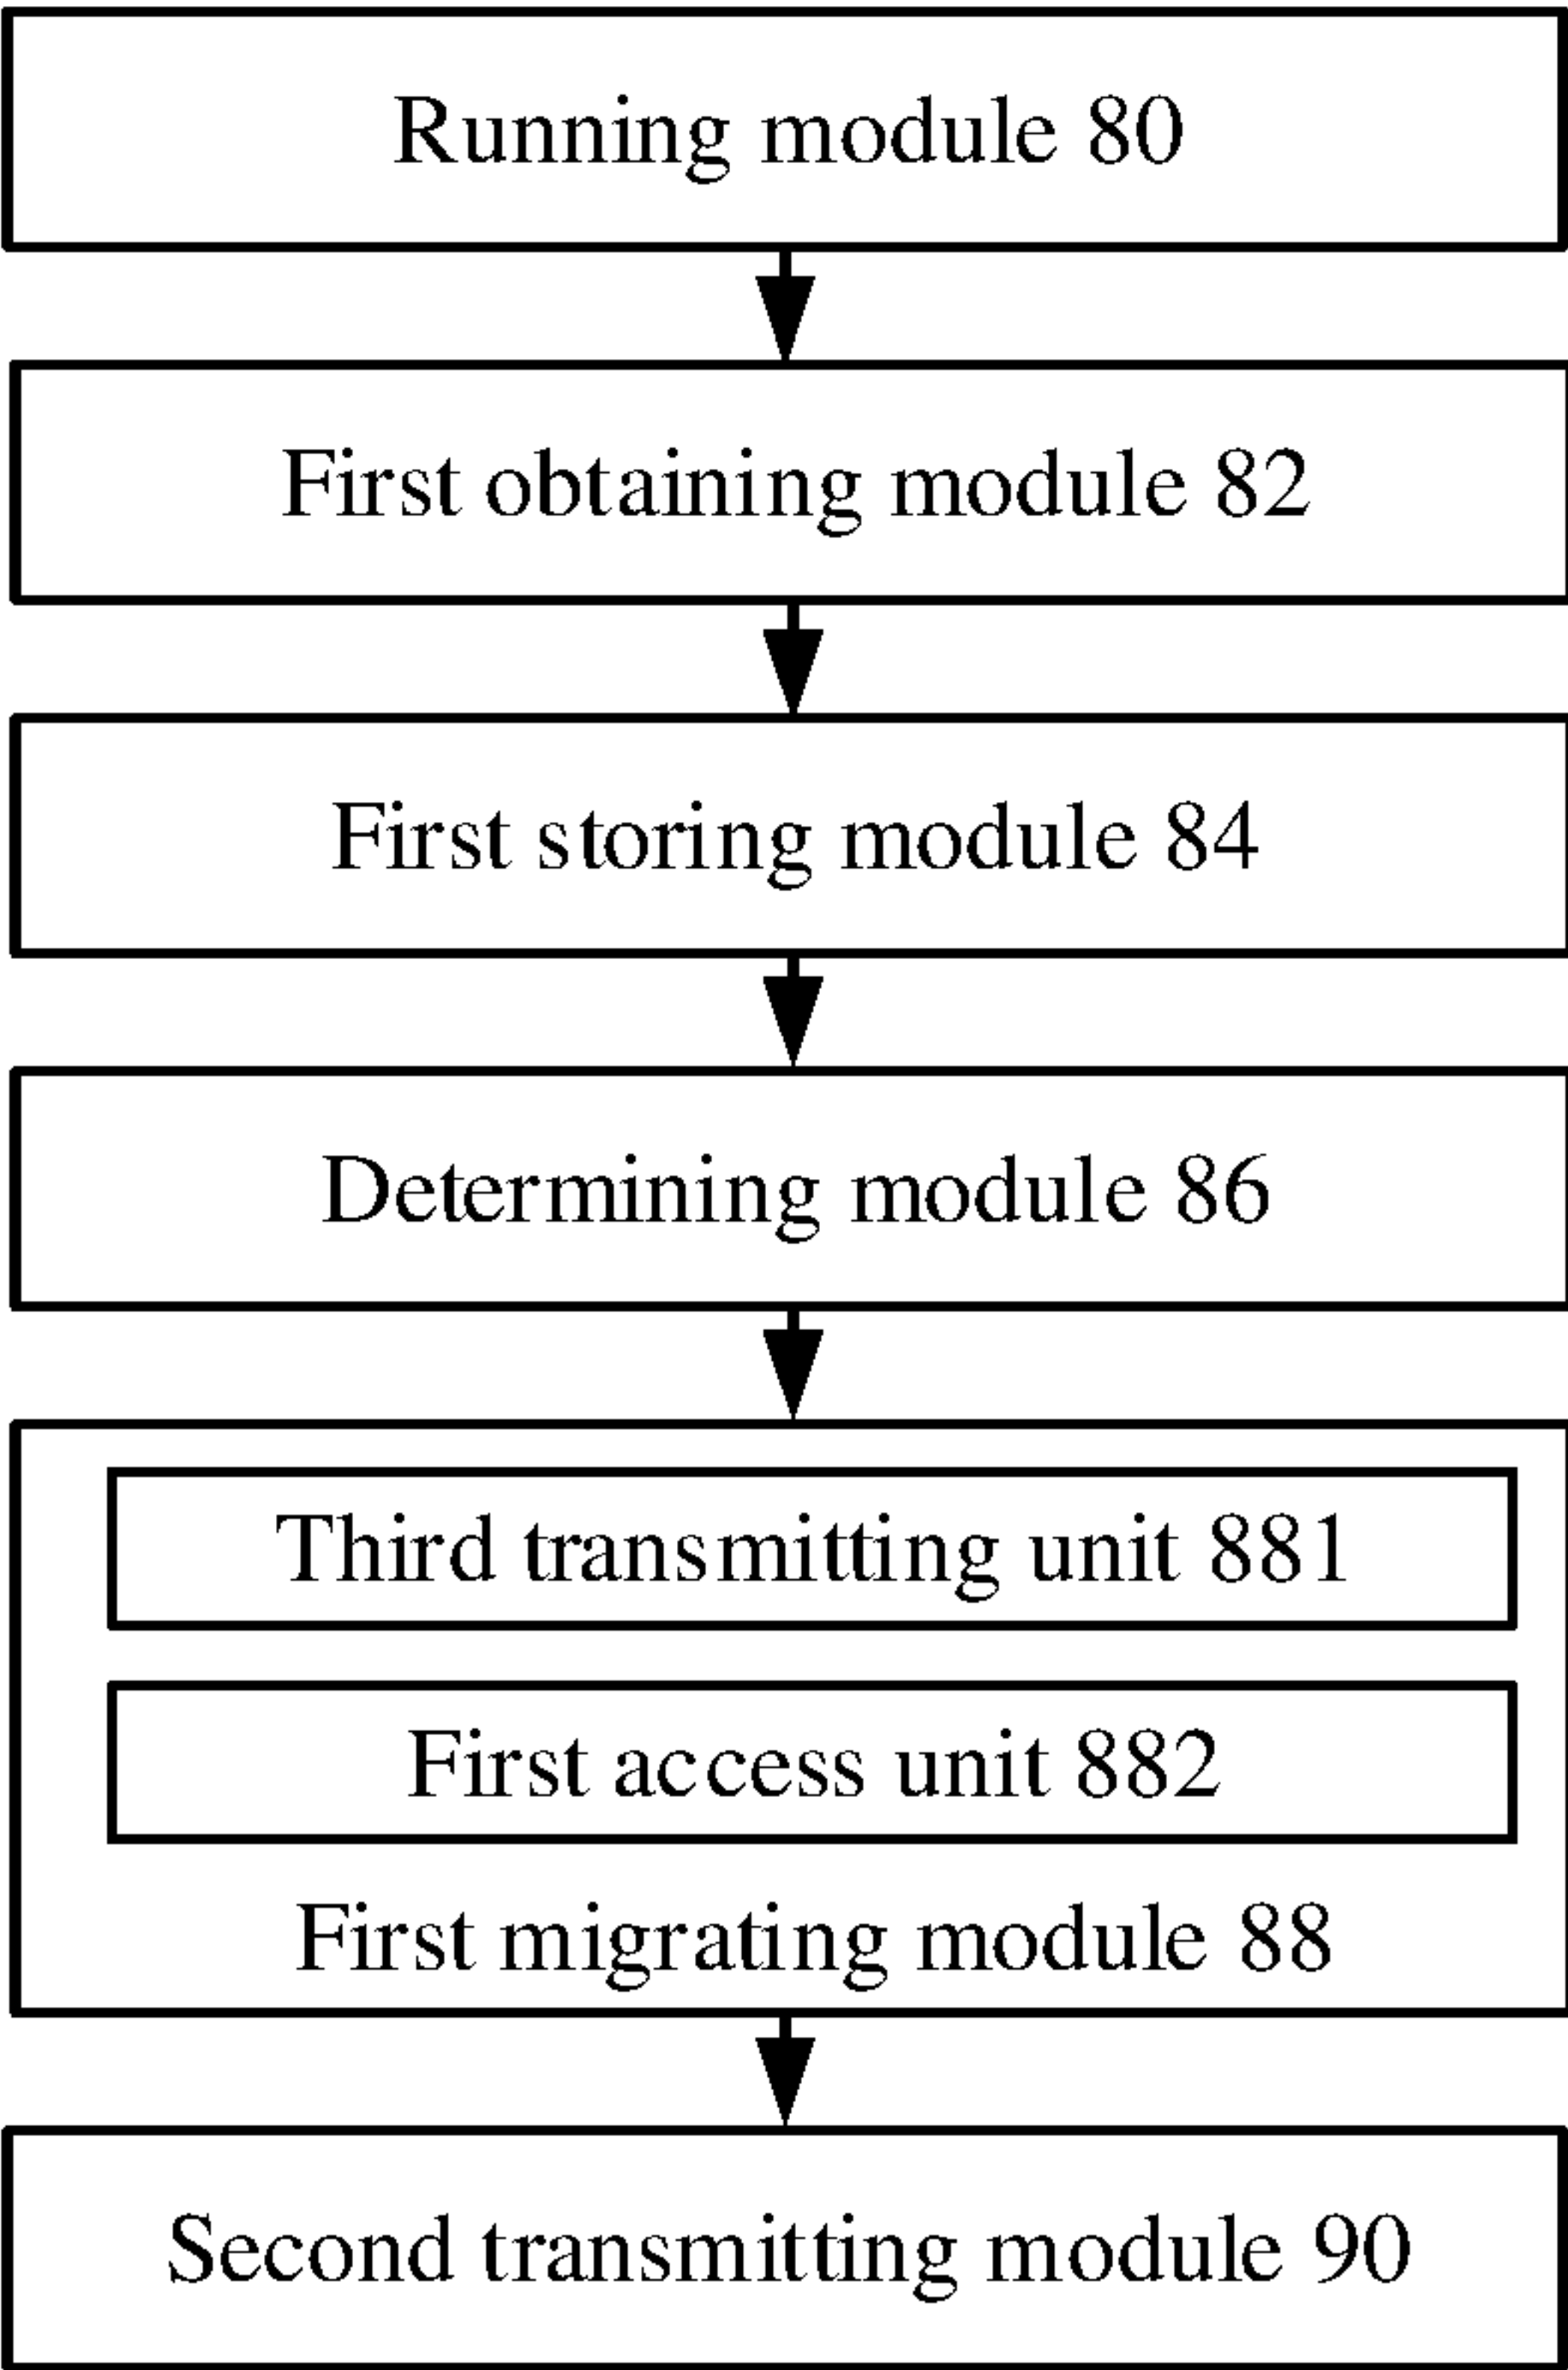 Running module 80
First obtaining module 82
First storing module 84
Determining module 86
Third transmitting unit 881
First access unit 882
First migrating module 88
Second transmitting module 90